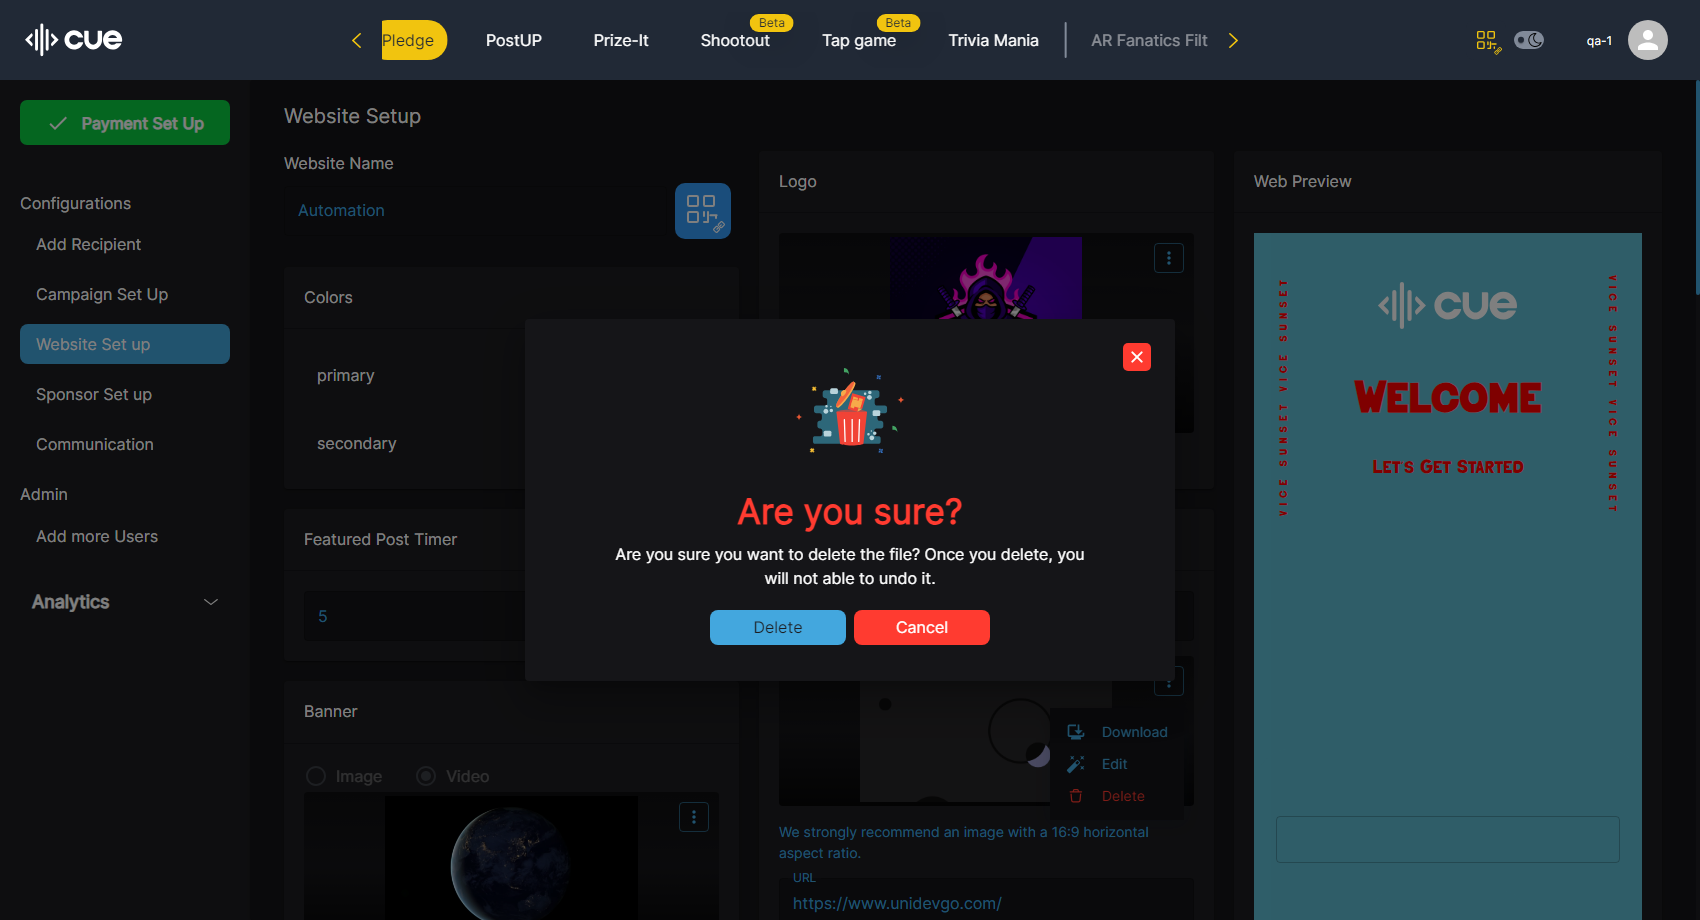 cue
Pledge
PostUP
Prize-It
Shootout
Beta
Tap game
Beta
Trivia Mania
AR Fanatics Filt
qa-1
Payment Set Up
Configurations
Add Recipient
Campaign Set Up
Website Set up
Sponsor Set up
Communication
Admin
Add more Users
Analytics
Website Setup
Website Name
Automation
Colors
primary
secondary
Featured Post Timer
5
Banner
Image
Video
Logo
Are you sure?
Are you sure you want to delete the file? Once you delete, you
will not able to undo it.
Delete
Cancel
Download
Edit
Delete
We strongly recommend an image with a 16:9 horizontal
aspect ratio.
URL
https://www.unidevgo.com/
Web Preview
cue
VICE SUNSET VICE SUNSET VICE SUNSET
VICE SUNSET VICE SUNSET VICE SUNSET
WELCOME
LET'S GET STARTED